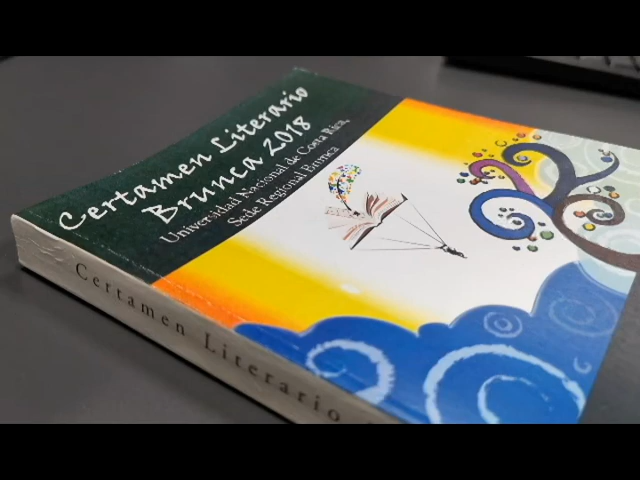 Certamen Literario
Brunca 2018
Universidad Nacional de Costa Rica,
Sede Regional Brunca
Certamen Literario